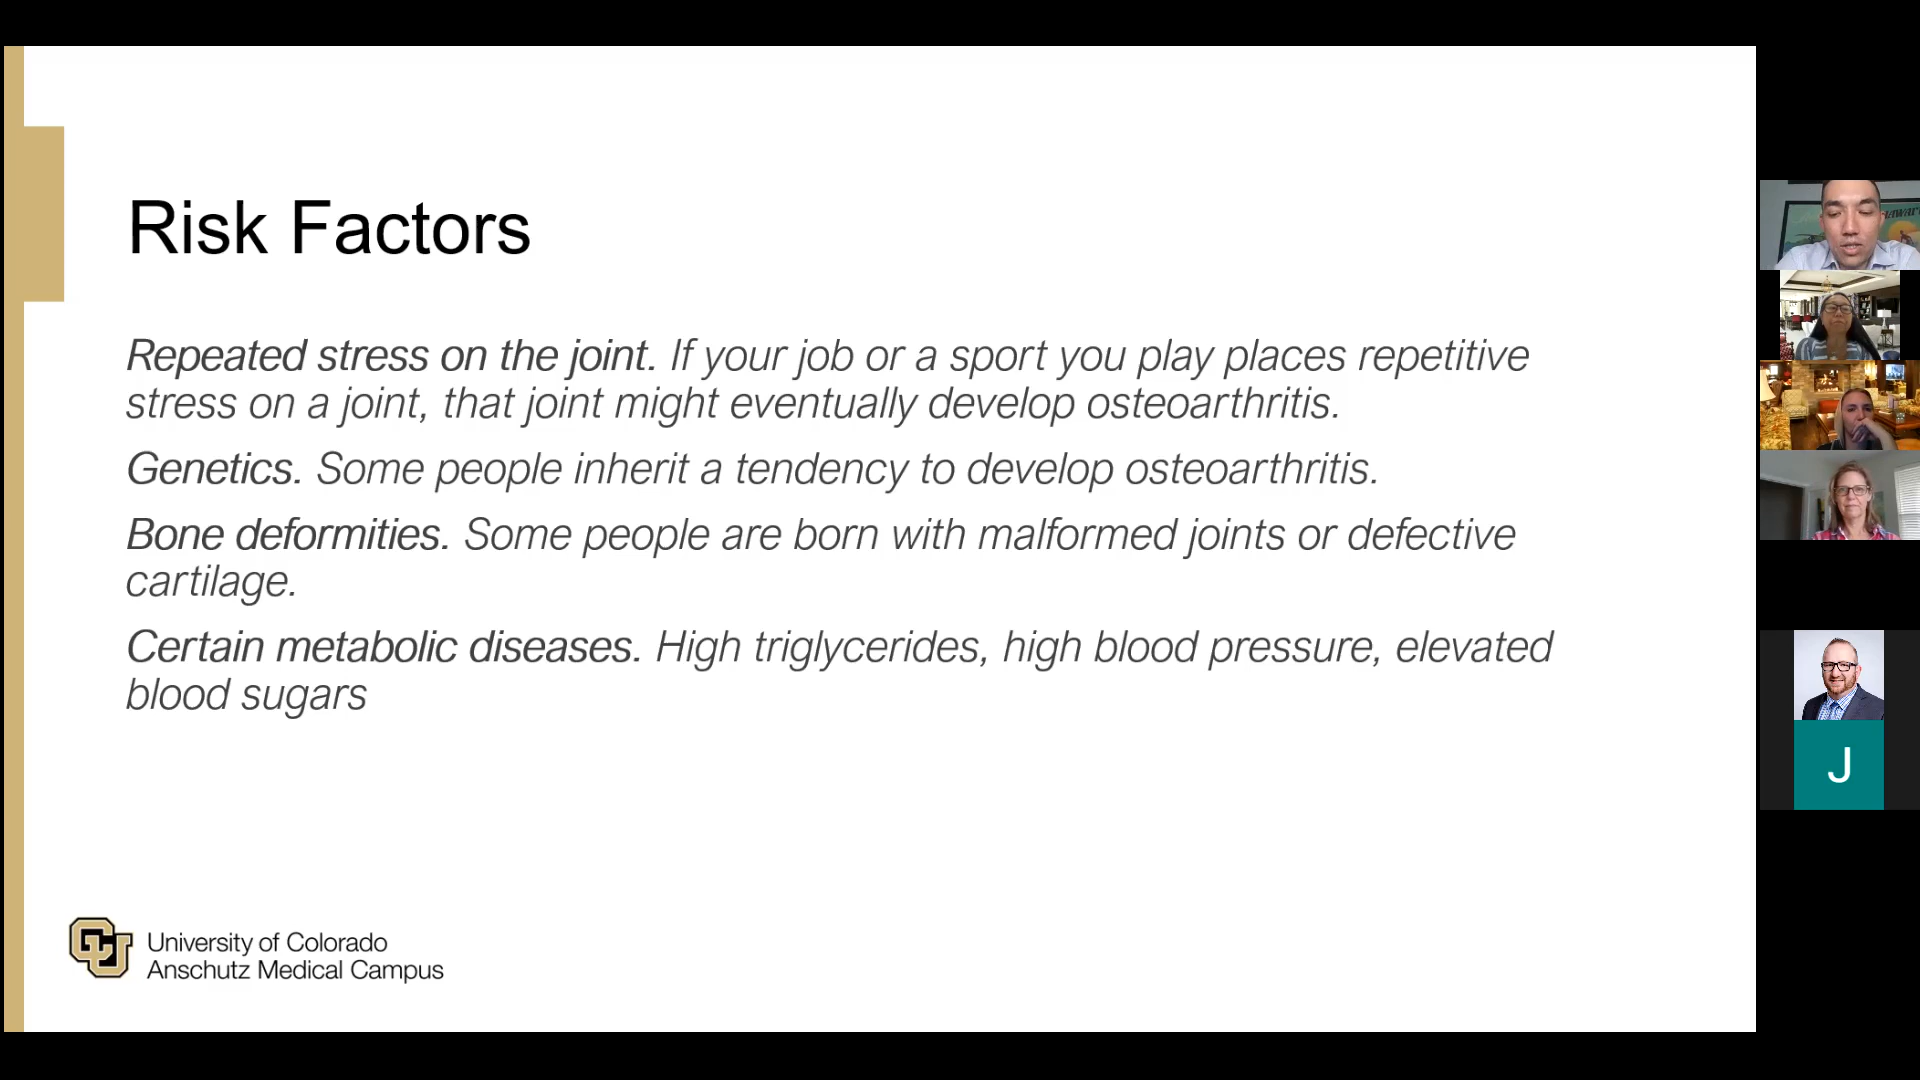 Risk Factors
Repeated stress on the joint. If your job or a sport you play places repetitive
stress on a joint, that joint might eventually develop osteoarthritis.
Genetics. Some people inherit a tendency to develop osteoarthritis.
Bone deformities. Some people are born with malformed joints or defective
cartilage.
Certain metabolic diseases. High triglycerides, high blood pressure, elevated
blood sugars
CU
University of Colorado
Anschutz Medical Campus
J